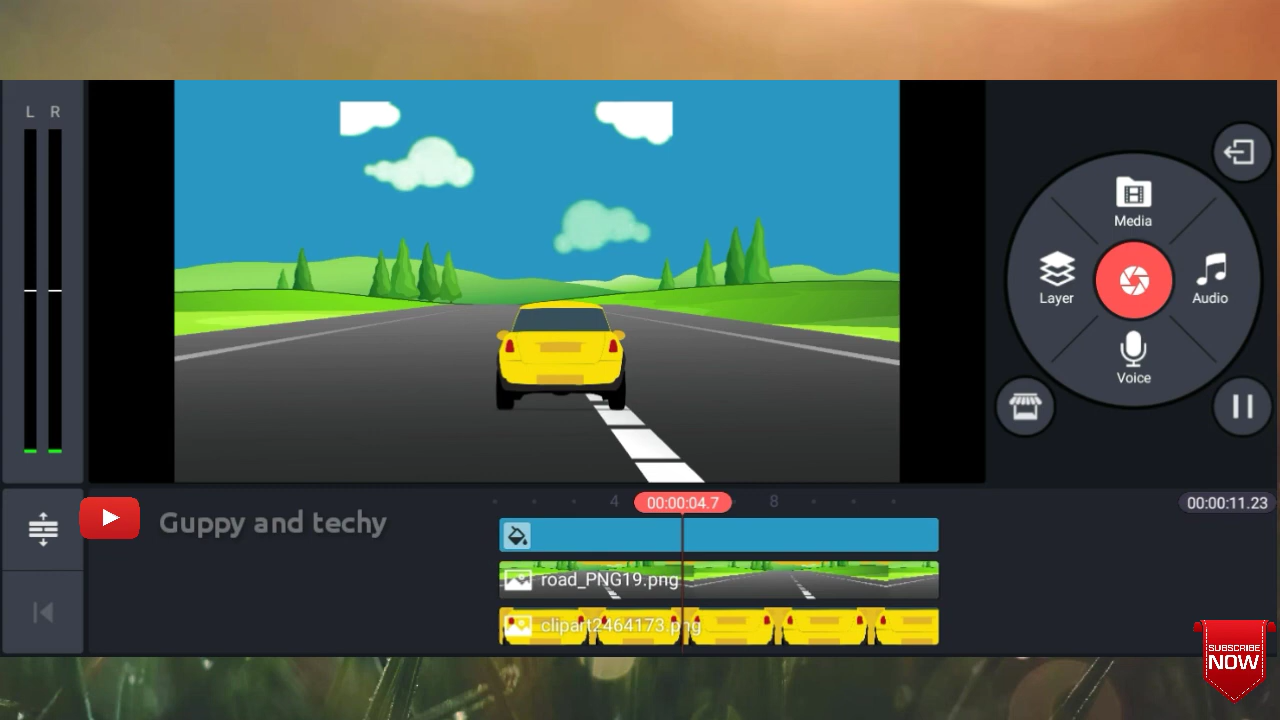 L R
Media
Layer
Audio
Voice
4
00:00:04.7
8
00:00:11.23
Guppy and techy
road_PNG19.png
clipart2464173.png
SUBSCRIBE
NOW